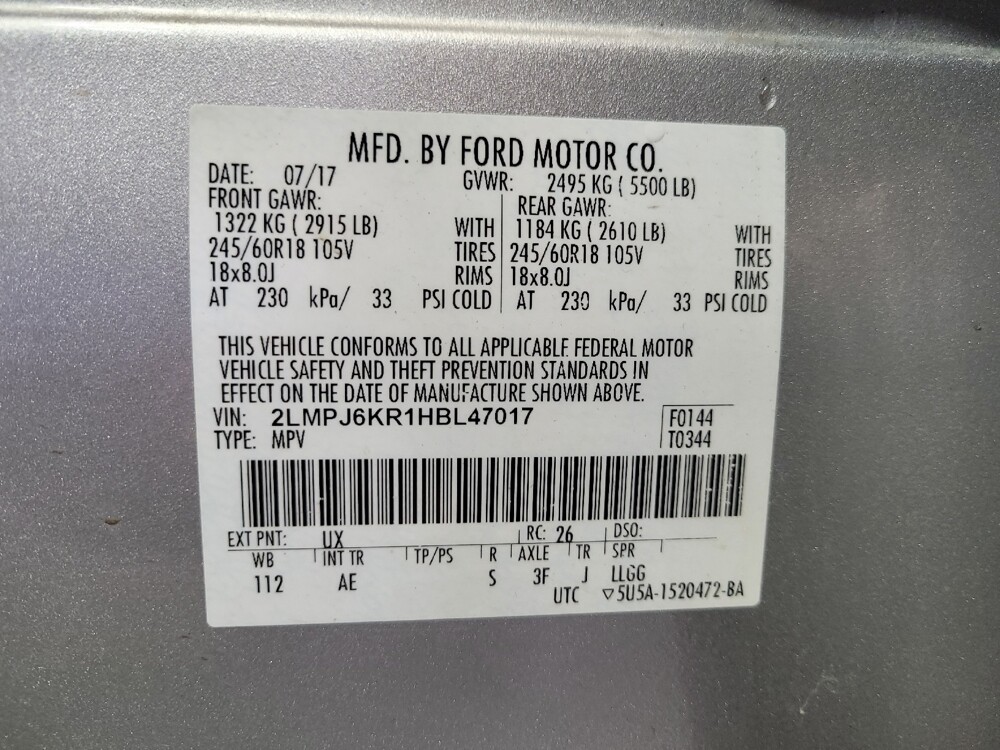 MFD. BY FORD MOTOR CO.
DATE: 07/17 GVWR: 2495 KG ( 5500 LB)
FRONT GAWR: REAR GAWR:
1322 KG ( 2915 LB) WITH 1184 KG ( 2610 LB) WITH
245/60R18 105V TIRES 245/60R18 105V TIRES
18x8.0J RIMS 18x8.0J RIMS
AT 230 kPa/ 33 PSI COLD AT 230 kPa/ 33 PSI COLD
THIS VEHICLE CONFORMS TO ALL APPLICABLE FEDERAL MOTOR
VEHICLE SAFETY AND THEFT PREVENTION STANDARDS IN
EFFECT ON THE DATE OF MANUFACTURE SHOWN ABOVE.
VIN: 2LMPJ6KR1HBL47017 F0144
TYPE: MPV T0344
EXT PNT: UX RC: 26 DSO:
WB INT TR TP/PS R AXLE TR SPR
112 AE S 3F J LLGG
UTC ▽5U5A-1520472-BA